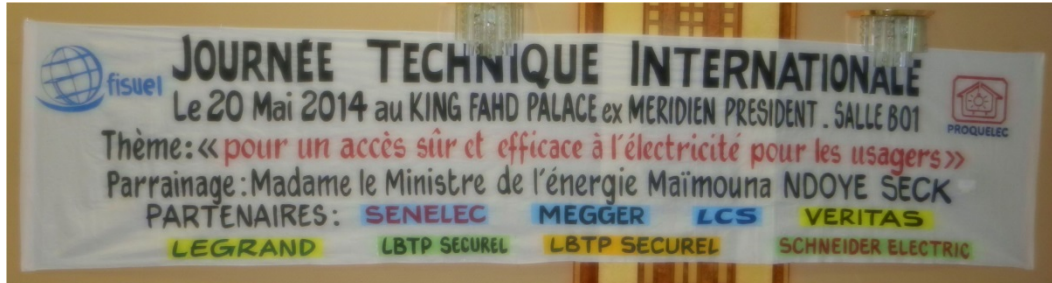 JOURNÉE TECHNIQUE INTERNATIONALE
fisuel
Le 20 Mai 2014 au KING FAHD PALACE ex MERIDIEN PRESIDENT . SALLE B01
PROQUELEC
Thème: « pour un accès sûr et efficace à l'électricité pour les usagers »
Parrainage : Madame le Ministre de l'énergie Maïmouna NDOYE SECK
PARTENAIRES : SENELEC MEGGER LCS VERITAS
LEGRAND LBTP SECUREL LBTP SECUREL SCHNEIDER ELECTRIC